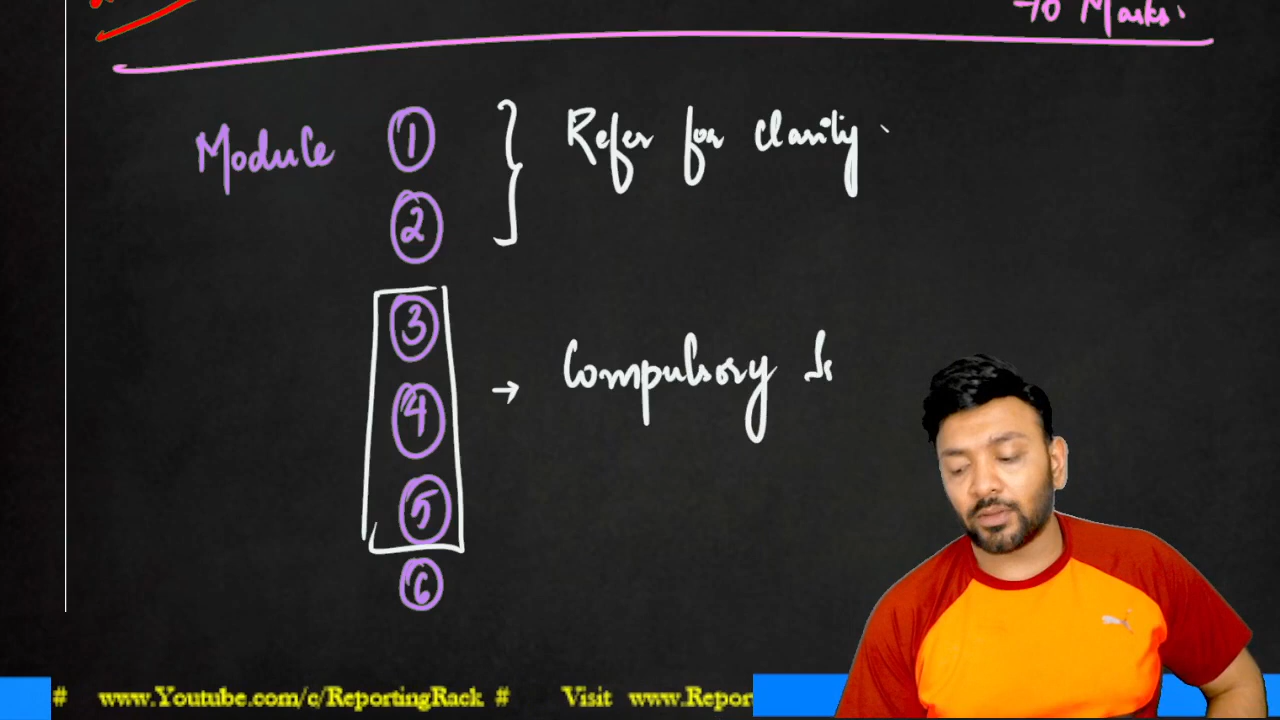 -10 Marks.
Module ① } Refer for clarity.
②
③
④ → Compulsory
⑤
⑥
# www.Youtube.com/c/ReportingRack # Visit www.Repor